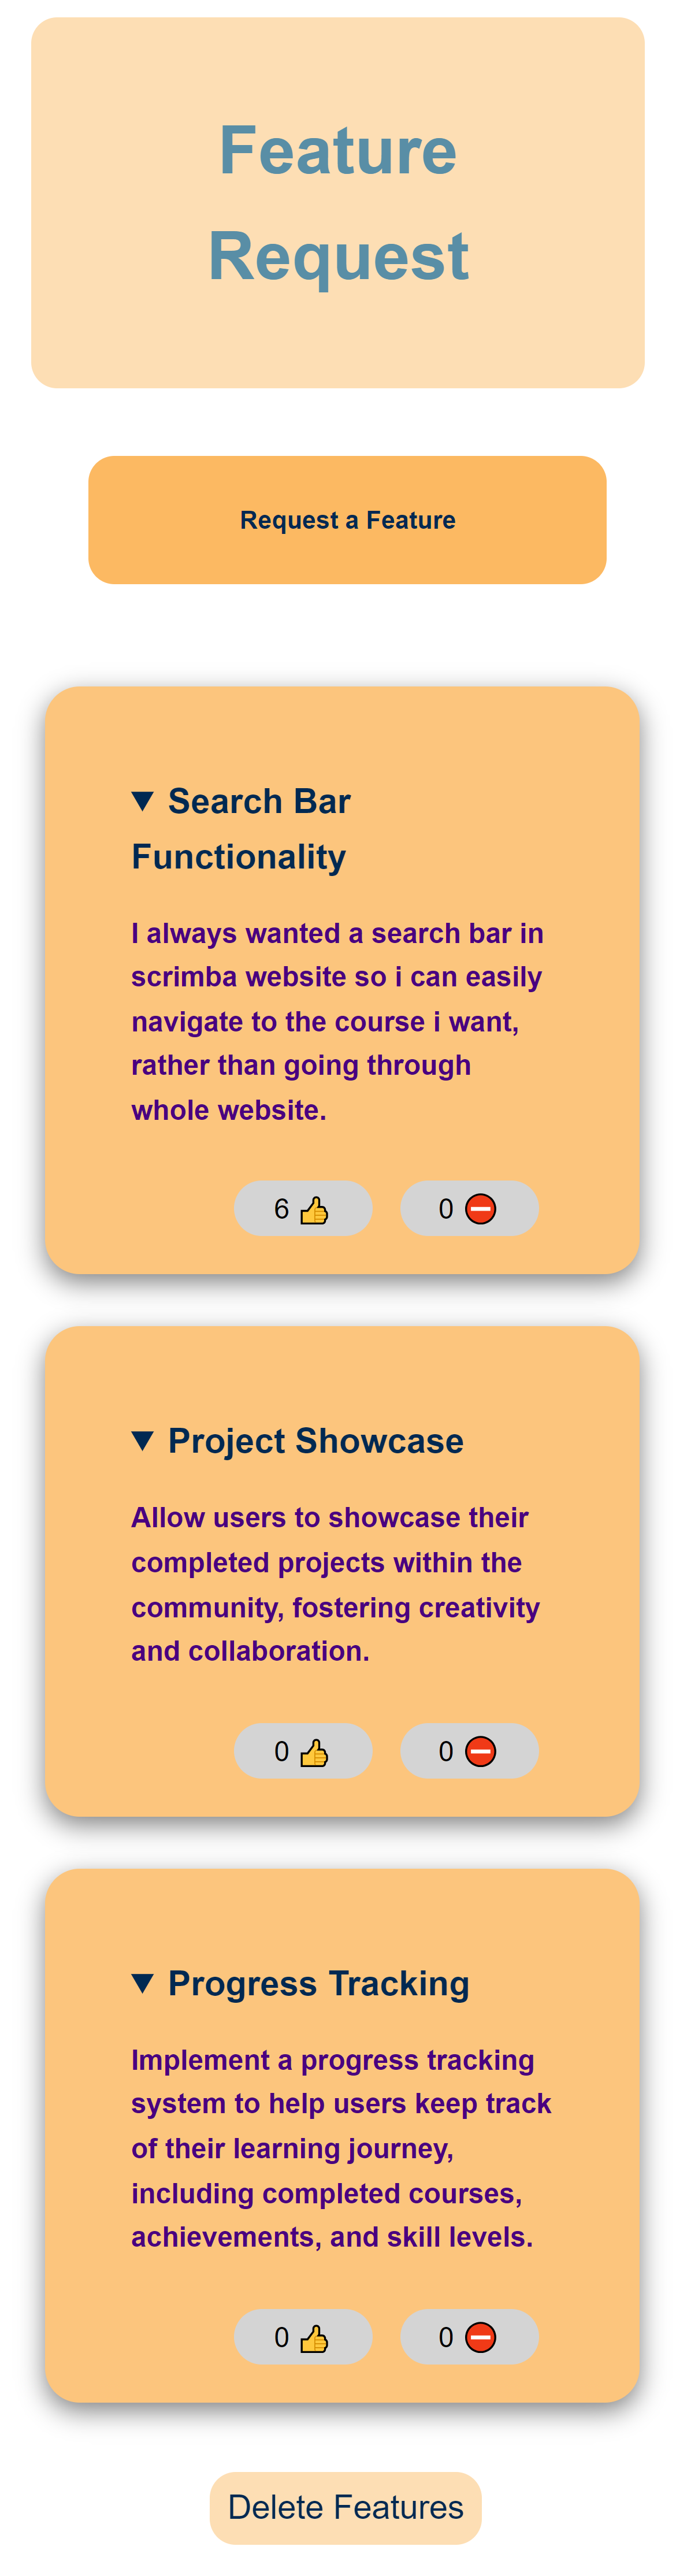 Feature
Request
Request a Feature
▼ Search Bar
Functionality
I always wanted a search bar in
scrimba website so i can easily
navigate to the course i want,
rather than going through
whole website.
6 👍 0 ⛔
▼ Project Showcase
Allow users to showcase their
completed projects within the
community, fostering creativity
and collaboration.
0 👍 0 ⛔
▼ Progress Tracking
Implement a progress tracking
system to help users keep track
of their learning journey,
including completed courses,
achievements, and skill levels.
0 👍 0 ⛔
Delete Features